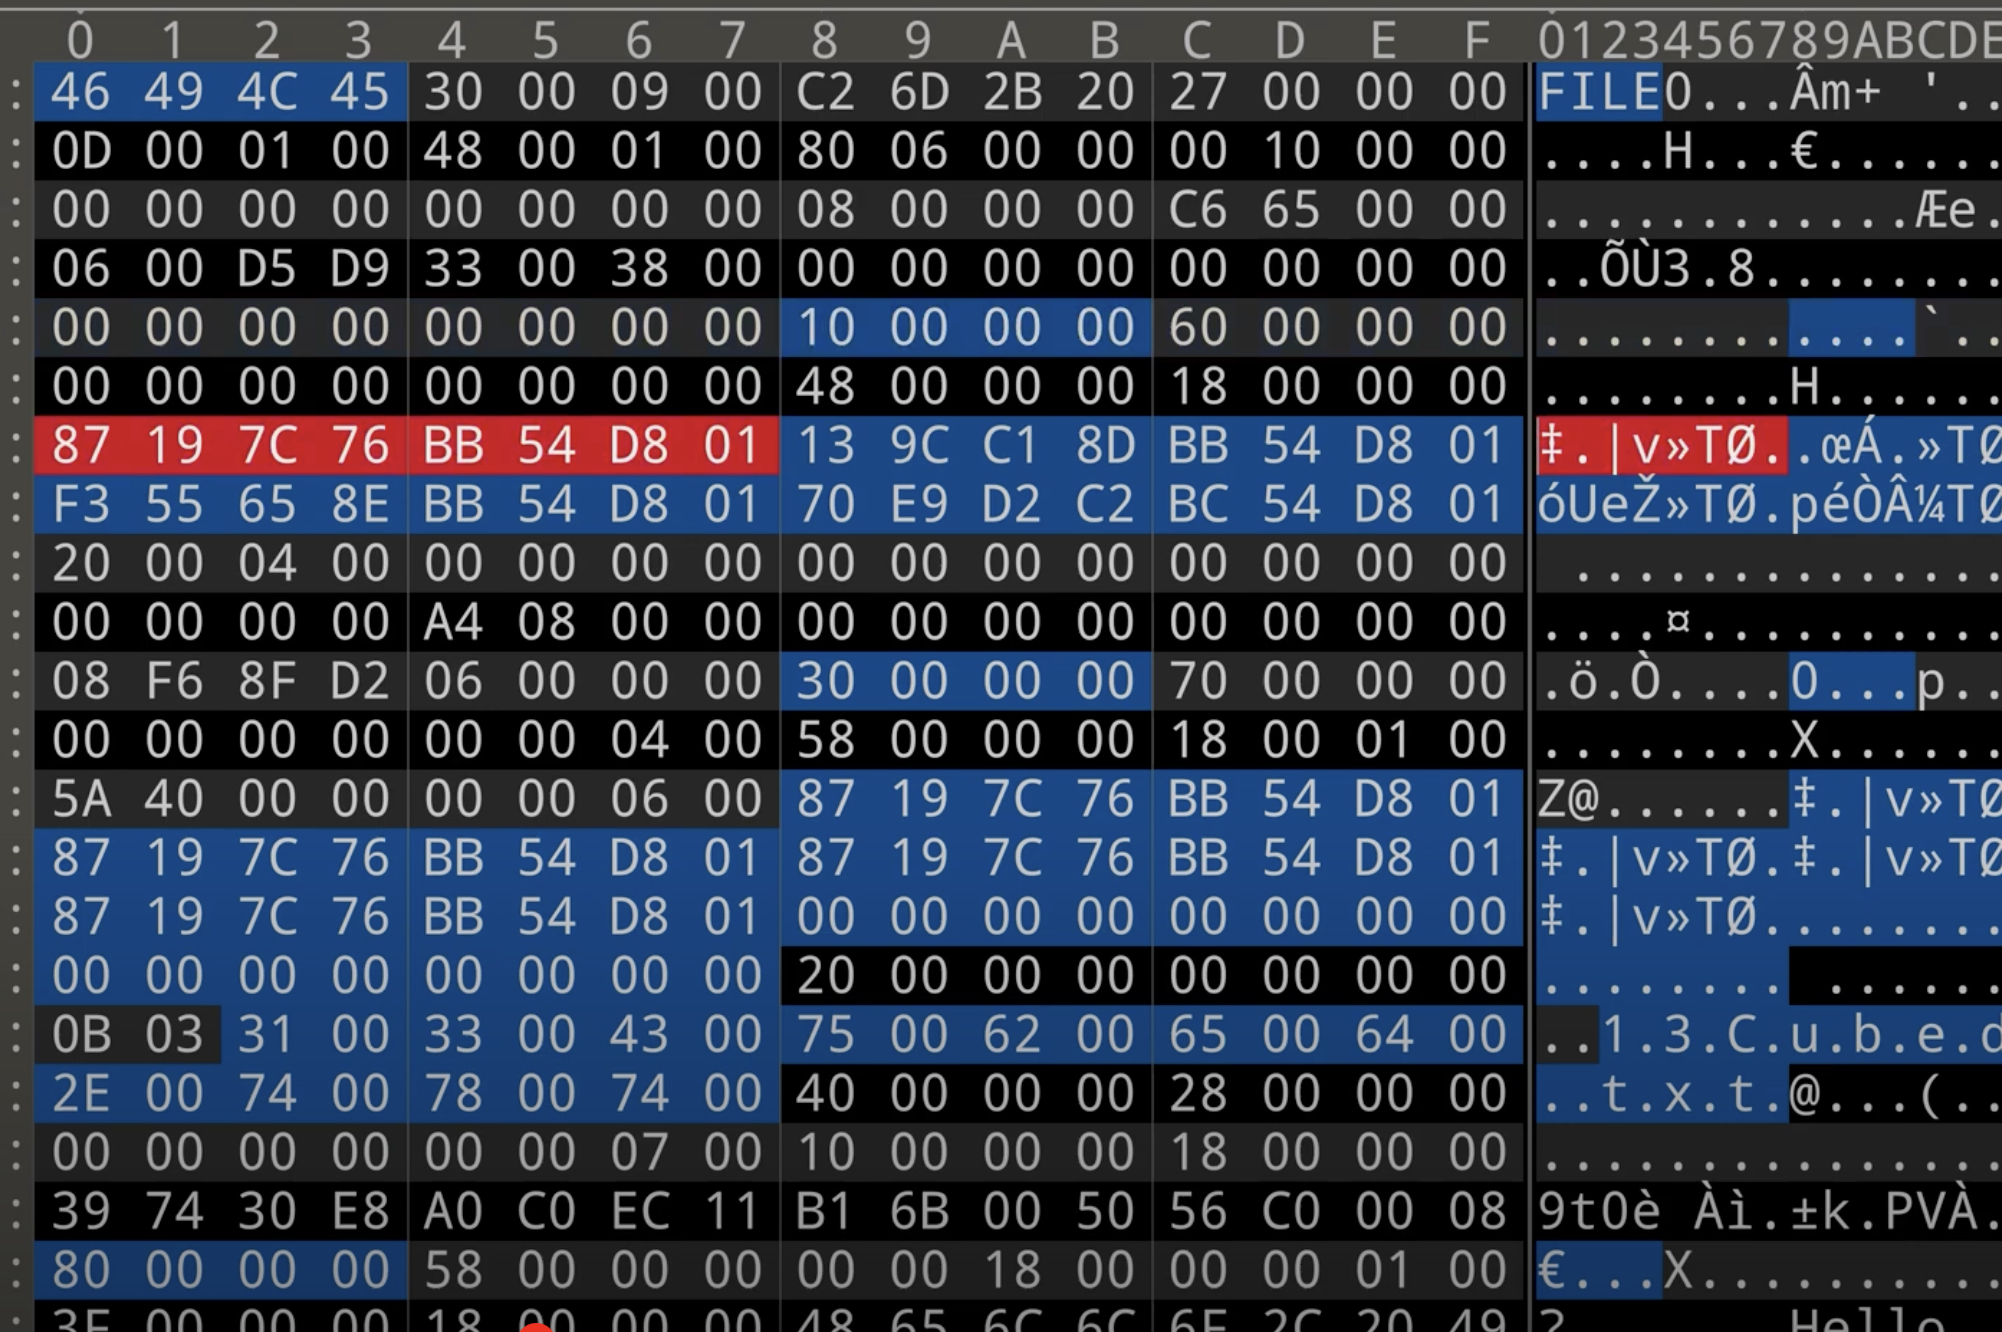 0 1 2 3 4 5 6 7 8 9 A B C D E F 0123456789ABCDE
: 46 49 4C 45 30 00 09 00 C2 6D 2B 20 27 00 00 00 FILE0...Âm+ '..
: 0D 00 01 00 48 00 01 00 80 06 00 00 00 10 00 00 ....H...€......
: 00 00 00 00 00 00 00 00 08 00 00 00 C6 65 00 00 ............Æe.
: 06 00 D5 D9 33 00 38 00 00 00 00 00 00 00 00 00 ..ÕÙ3.8........
: 00 00 00 00 00 00 00 00 10 00 00 00 60 00 00 00 ............`..
: 00 00 00 00 00 00 00 00 48 00 00 00 18 00 00 00 ........H......
: 87 19 7C 76 BB 54 D8 01 13 9C C1 8D BB 54 D8 01 ‡.|v»TØ..œÁ.»TØ
: F3 55 65 8E BB 54 D8 01 70 E9 D2 C2 BC 54 D8 01 óUeŽ»TØ.péÒÂ¼TØ
: 20 00 04 00 00 00 00 00 00 00 00 00 00 00 00 00  ..............
: 00 00 00 00 A4 08 00 00 00 00 00 00 00 00 00 00 ....¤..........
: 08 F6 8F D2 06 00 00 00 30 00 00 00 70 00 00 00 .ö.Ò....0...p..
: 00 00 00 00 00 00 04 00 58 00 00 00 18 00 01 00 ........X......
: 5A 40 00 00 00 00 06 00 87 19 7C 76 BB 54 D8 01 Z@......‡.|v»TØ
: 87 19 7C 76 BB 54 D8 01 87 19 7C 76 BB 54 D8 01 ‡.|v»TØ.‡.|v»TØ
: 87 19 7C 76 BB 54 D8 01 00 00 00 00 00 00 00 00 ‡.|v»TØ........
: 00 00 00 00 00 00 00 00 20 00 00 00 00 00 00 00 ........ ......
: 0B 03 31 00 33 00 43 00 75 00 62 00 65 00 64 00 ..1.3.C.u.b.e.d
: 2E 00 74 00 78 00 74 00 40 00 00 00 28 00 00 00 ..t.x.t.@...(..
: 00 00 00 00 00 00 07 00 10 00 00 00 18 00 00 00 ...............
: 39 74 30 E8 A0 C0 EC 11 B1 6B 00 50 56 C0 00 08 9t0è Àì.±k.PVÀ.
: 80 00 00 00 58 00 00 00 00 00 18 00 00 00 01 00 €...X..........
3F 00 00 00 18 00 00 00 48 65 6C 6C 6F 2C 20 49 ? Hello